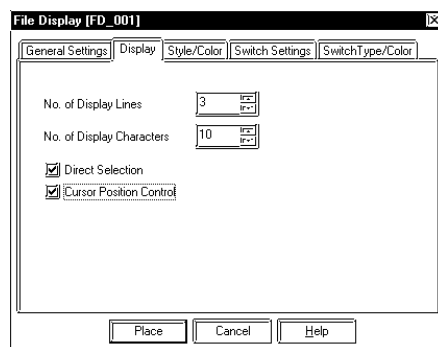 File Display [FD_001]
General Settings Display Style/Color Switch Settings SwitchType/Color
No. of Display Lines 3
No. of Display Characters 10
Direct Selection
Cursor Position Control
Place Cancel Help